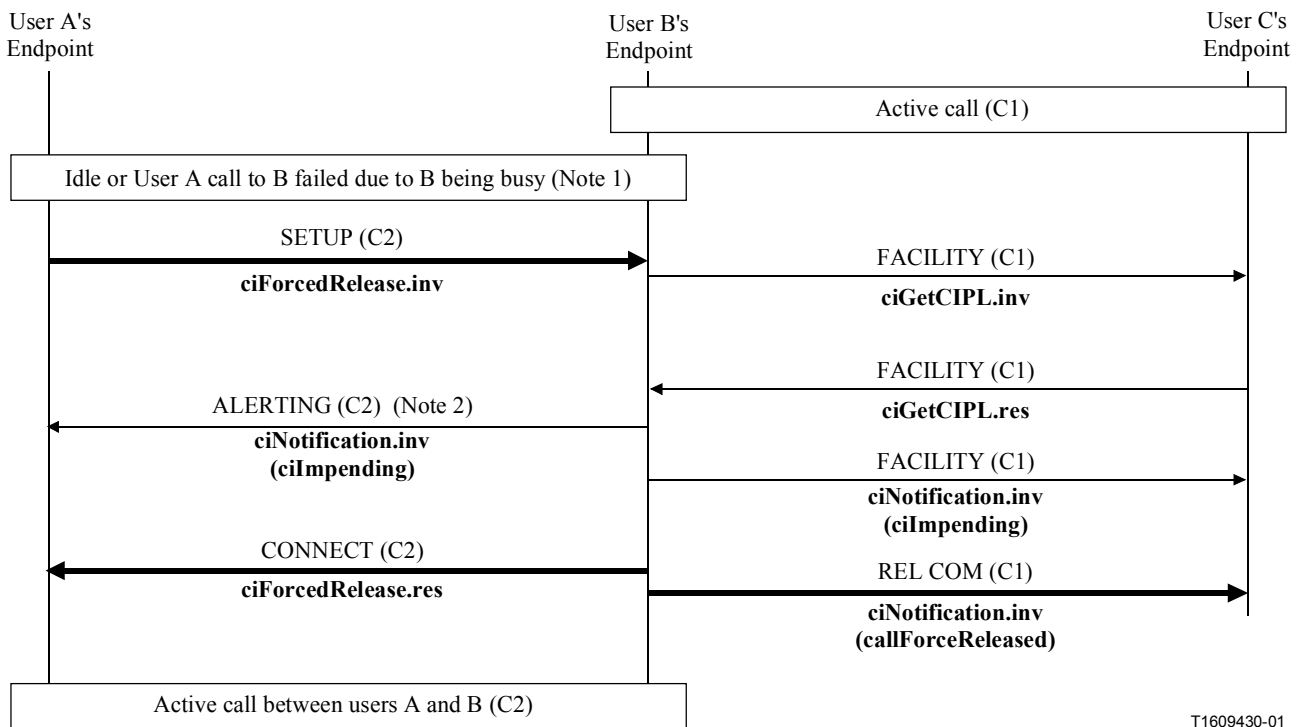 User A's
Endpoint
User B's
Endpoint
User C's
Endpoint
Active call (C1)
Idle or User A call to B failed due to B being busy (Note 1)
SETUP (C2)
ciForcedRelease.inv
FACILITY (C1)
ciGetCIPL.inv
FACILITY (C1)
ciGetCIPL.res
ALERTING (C2) (Note 2)
ciNotification.inv
(ciImpending)
FACILITY (C1)
ciNotification.inv
(ciImpending)
CONNECT (C2)
ciForcedRelease.res
REL COM (C1)
ciNotification.inv
(callForceReleased)
Active call between users A and B (C2)
T1609430-01